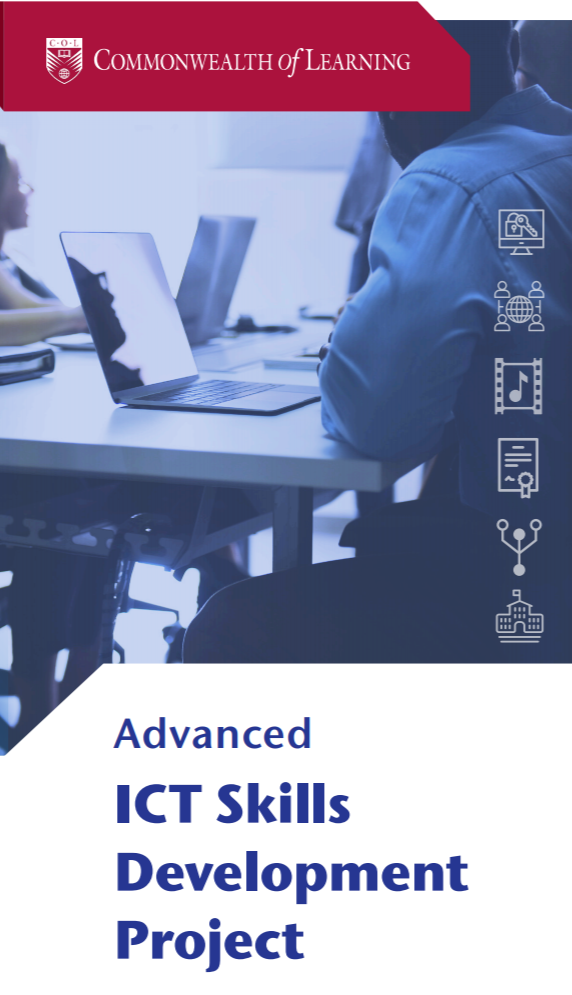 C·O·L
COMMONWEALTH of LEARNING
Advanced
ICT Skills
Development
Project